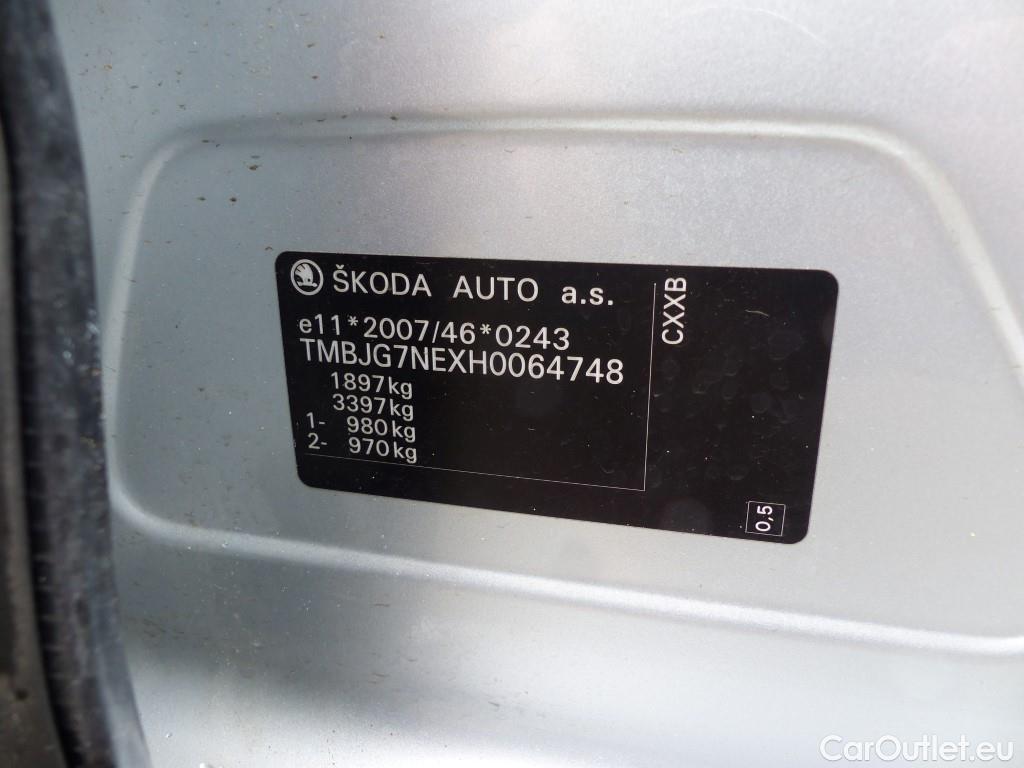 ŠKODA AUTO a.s.
e11*2007/46*0243
TMBJG7NEXH0064748
1897kg
3397kg
1- 980kg
2- 970kg
CXXB
0,5
CarOutlet.eu